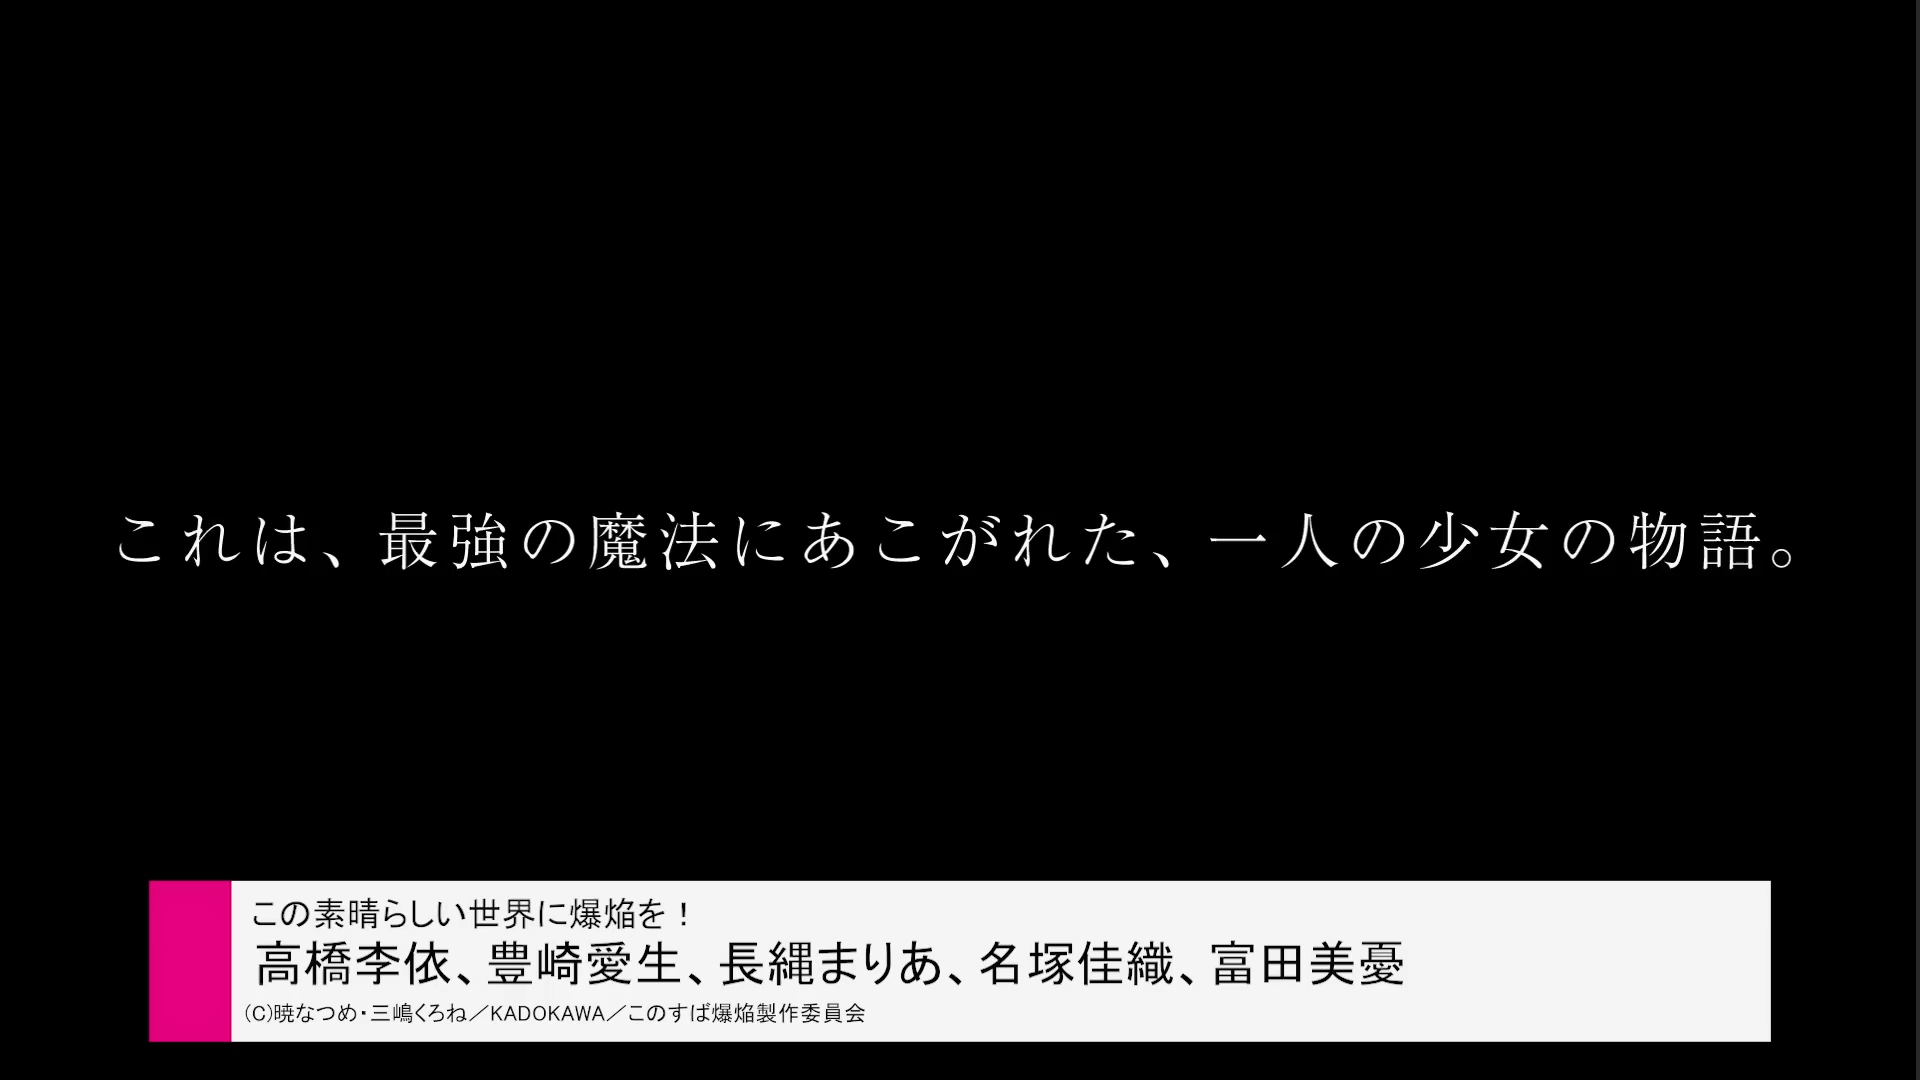 これは、最強の魔法にあこがれた、一人の少女の物語。
この素晴らしい世界に爆焔を！
高橋李依、豊崎愛生、長縄まりあ、名塚佳織、富田美憂
(C)暁なつめ・三嶋くろね／KADOKAWA／このすば爆焔製作委員会